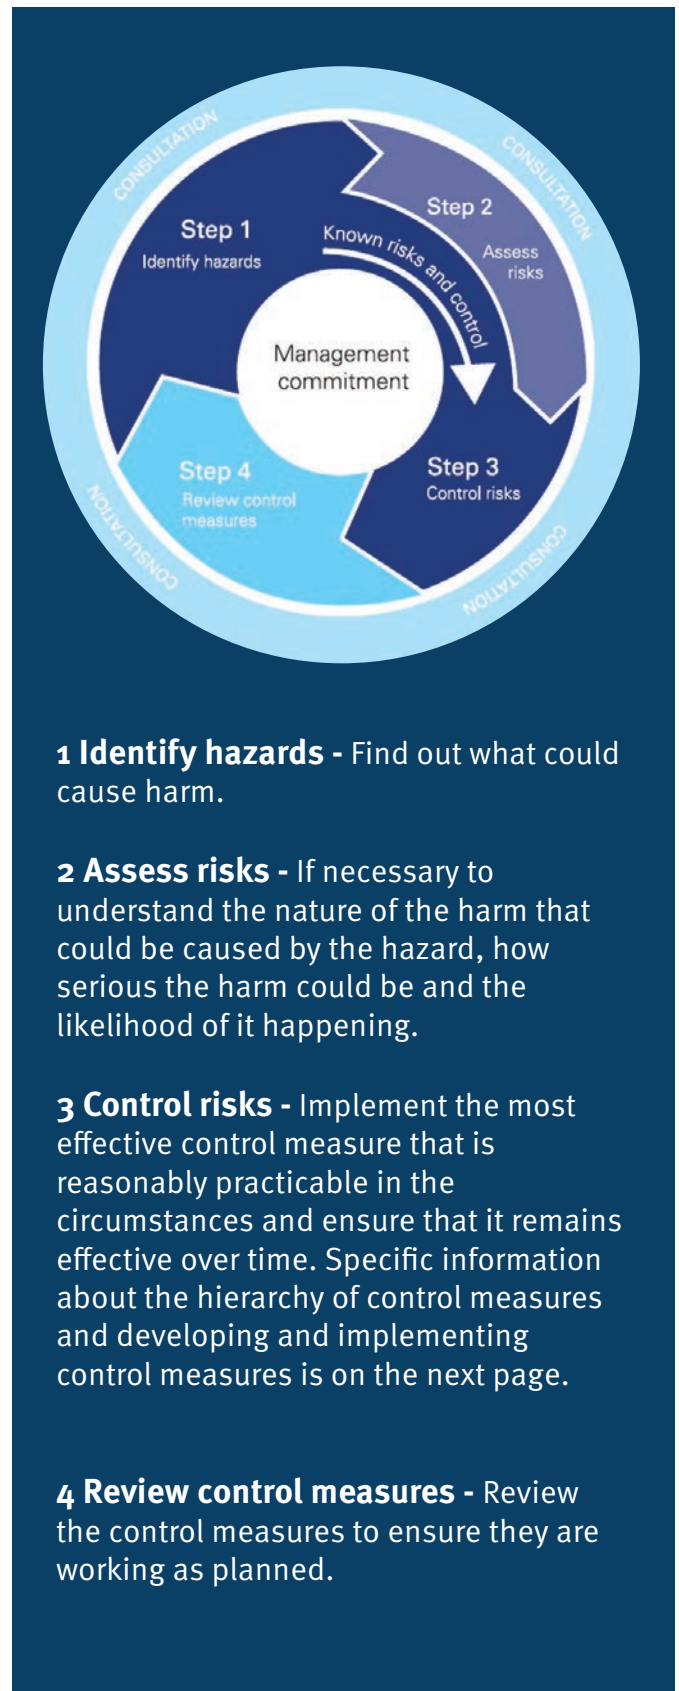 CONSULTATION
CONSULTATION
Step 1
Identify hazards
Step 2
Assess
risks
Known risks and control
Management
commitment
Step 4
Review control
measures
Step 3
Control risks
CONSULTATION
CONSULTATION
1 Identify hazards - Find out what could
cause harm.
2 Assess risks - If necessary to
understand the nature of the harm that
could be caused by the hazard, how
serious the harm could be and the
likelihood of it happening.
3 Control risks - Implement the most
effective control measure that is
reasonably practicable in the
circumstances and ensure that it remains
effective over time. Specific information
about the hierarchy of control measures
and developing and implementing
control measures is on the next page.
4 Review control measures - Review
the control measures to ensure they are
working as planned.